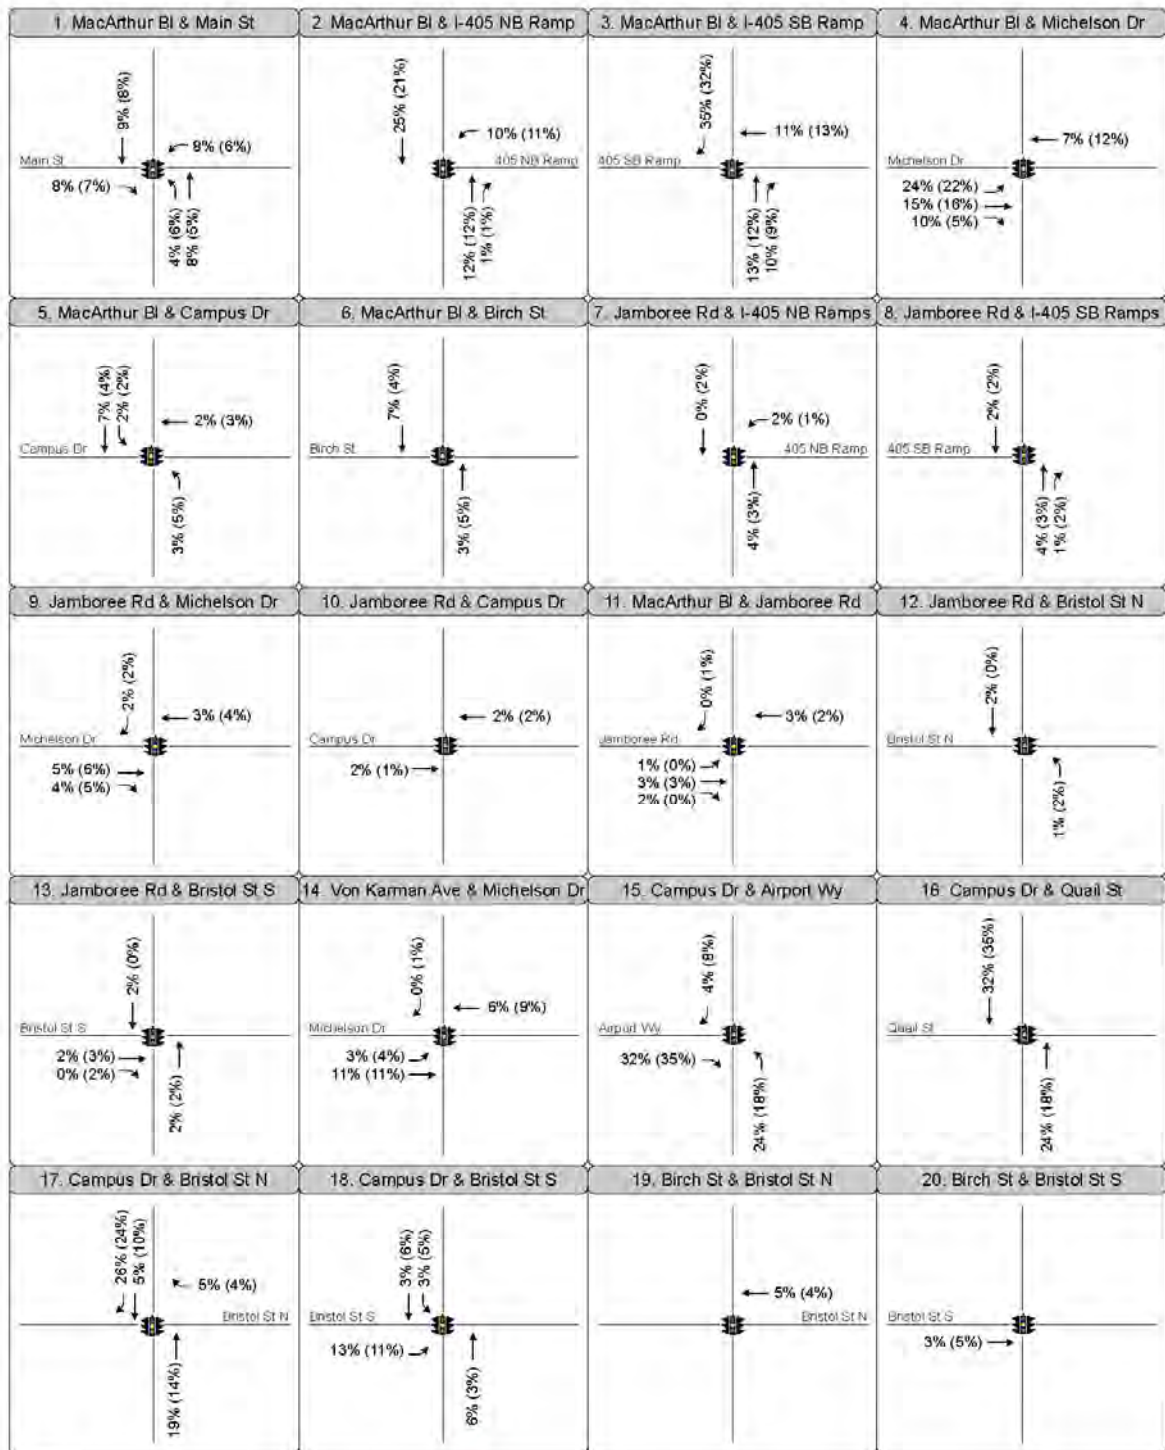 1. MacArthur Bl & Main St
9% (8%)
9% (6%)
Main St
8% (7%)
4% (6%)
8% (5%)
2. MacArthur Bl & I-405 NB Ramp
25% (21%)
10% (11%)
405 NB Ramp
12% (12%)
1% (1%)
3. MacArthur Bl & I-405 SB Ramp
35% (32%)
11% (13%)
405 SB Ramp
13% (12%)
10% (9%)
4. MacArthur Bl & Michelson Dr
7% (12%)
Michelson Dr
24% (22%)
15% (16%)
10% (5%)
5. MacArthur Bl & Campus Dr
7% (4%)
2% (2%)
2% (3%)
Campus Dr
3% (5%)
6. MacArthur Bl & Birch St
7% (4%)
Birch St
3% (5%)
7. Jamboree Rd & I-405 NB Ramps
0% (2%)
2% (1%)
405 NB Ramp
4% (3%)
8. Jamboree Rd & I-405 SB Ramps
2% (2%)
405 SB Ramp
4% (3%)
1% (2%)
9. Jamboree Rd & Michelson Dr
2% (2%)
3% (4%)
Michelson Dr
5% (6%)
4% (5%)
10. Jamboree Rd & Campus Dr
2% (2%)
Campus Dr
2% (1%)
11. MacArthur Bl & Jamboree Rd
0% (1%)
3% (2%)
Jamboree Rd
1% (0%)
3% (3%)
2% (0%)
12. Jamboree Rd & Bristol St N
2% (0%)
Bristol St N
1% (2%)
13. Jamboree Rd & Bristol St S
2% (0%)
Bristol St S
2% (3%)
0% (2%)
2% (2%)
14. Von Karman Ave & Michelson Dr
0% (1%)
6% (9%)
Michelson Dr
3% (4%)
11% (11%)
15. Campus Dr & Airport Wy
4% (8%)
Airport Wy
32% (35%)
24% (18%)
16. Campus Dr & Quail St
32% (35%)
Quail St
24% (18%)
17. Campus Dr & Bristol St N
26% (24%)
5% (10%)
5% (4%)
Bristol St N
19% (14%)
18. Campus Dr & Bristol St S
3% (6%)
3% (5%)
Bristol St S
13% (11%)
6% (3%)
19. Birch St & Bristol St N
5% (4%)
Bristol St N
20. Birch St & Bristol St S
Bristol St S
3% (5%)